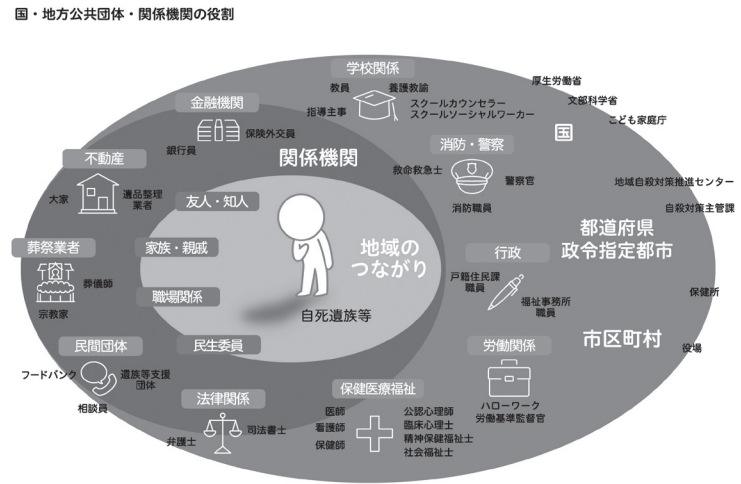 国・地方公共団体・関係機関の役割
学校関係
教員
養護教諭
指導主事
スクールカウンセラー
スクールソーシャルワーカー
厚生労働省
文部科学省
こども家庭庁
国
金融機関
保険外交員
銀行員
関係機関
消防・警察
救命救急士
警察官
消防職員
地域自殺対策推進センター
自殺対策主管課
不動産
大家
遺品整理
業者
友人・知人
都道府県
政令指定都市
葬祭業者
葬儀師
宗教家
家族・親戚
地域の
つながり
行政
戸籍住民課
職員
福祉事務所
職員
保健所
職場関係
自死遺族等
市区町村
役場
民間団体
フードバンク
遺族等支援
団体
相談員
民生委員
労働関係
ハローワーク
労働基準監督官
法律関係
弁護士
司法書士
保健医療福祉
医師
看護師
保健師
公認心理師
臨床心理士
精神保健福祉士
社会福祉士